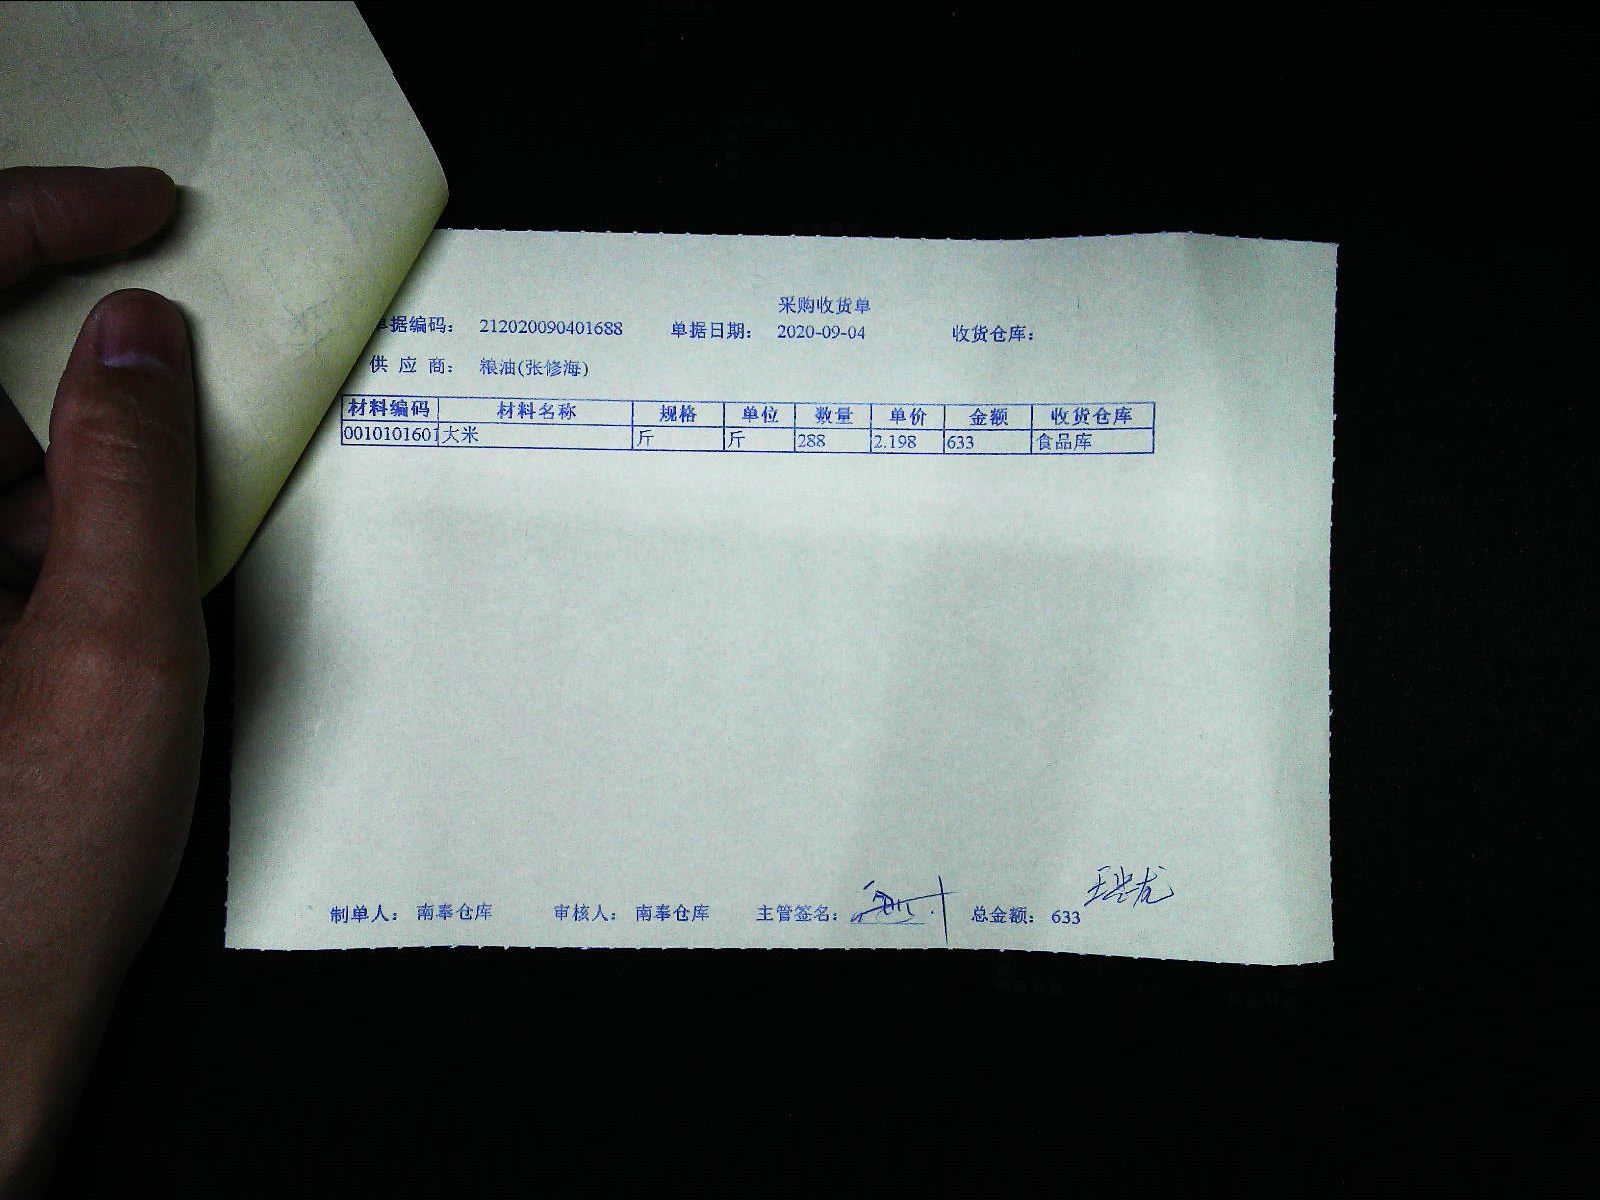 采购收货单
单据编码： 212020090401688 单据日期： 2020-09-04 收货仓库：
供 应 商： 粮油(张修海)
材料编码 材料名称 规格 单位 数量 单价 金额 收货仓库
0010101601 大米 斤 斤 288 2.198 633 食品库
制单人： 南奉仓库 审核人： 南奉仓库 主管签名： 总金额： 633